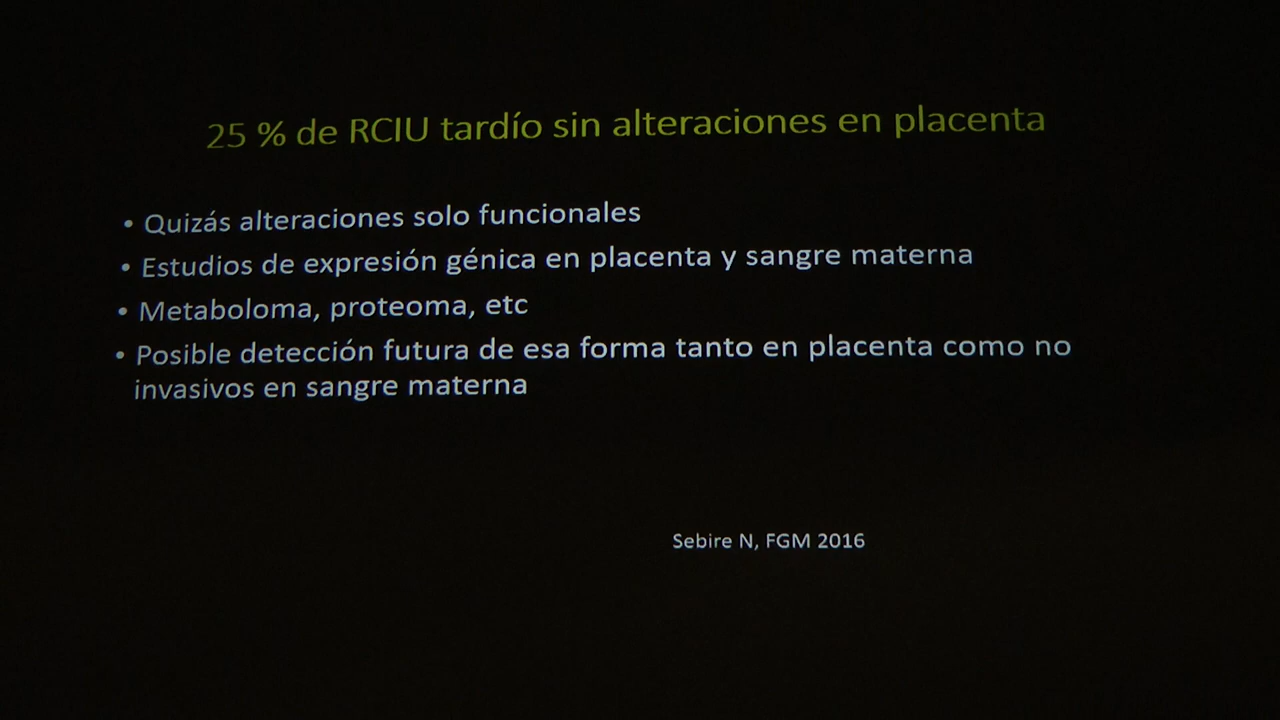 25 % de RCIU tardío sin alteraciones en placenta
• Quizás alteraciones solo funcionales
• Estudios de expresión génica en placenta y sangre materna
• Metaboloma, proteoma, etc
• Posible detección futura de esa forma tanto en placenta como no
invasivos en sangre materna
Sebire N, FGM 2016